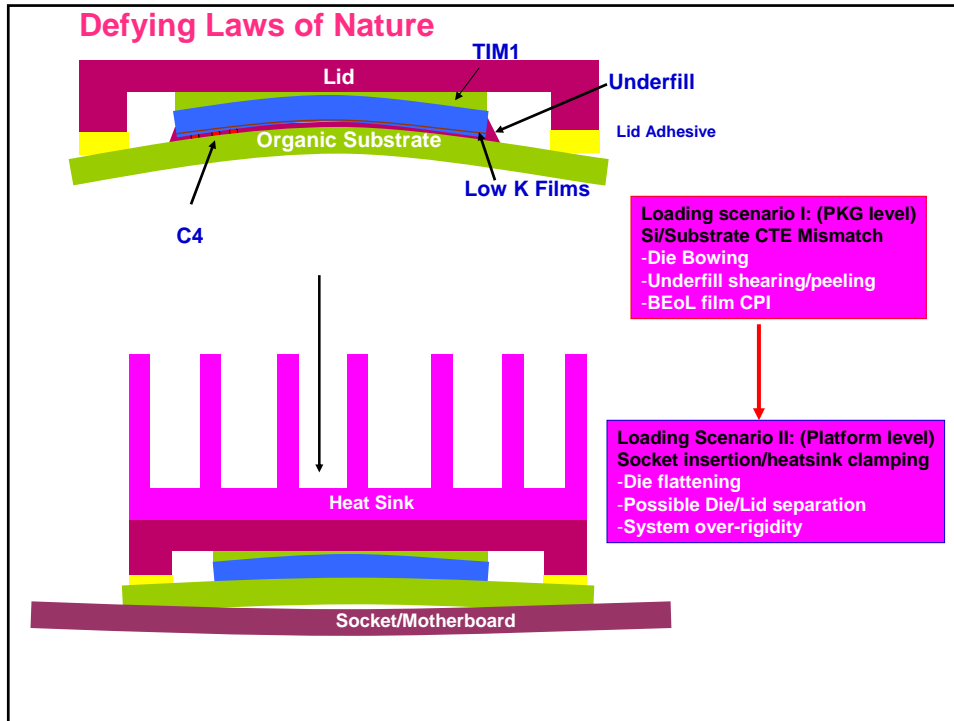 Defying Laws of Nature
TIM1
Lid
Underfill
Lid Adhesive
Organic Substrate
Low K Films
C4
Loading scenario I: (PKG level)
Si/Substrate CTE Mismatch
-Die Bowing
-Underfill shearing/peeling
-BEoL film CPI
Loading Scenario II: (Platform level)
Socket insertion/heatsink clamping
-Die flattening
-Possible Die/Lid separation
-System over-rigidity
Heat Sink
Socket/Motherboard